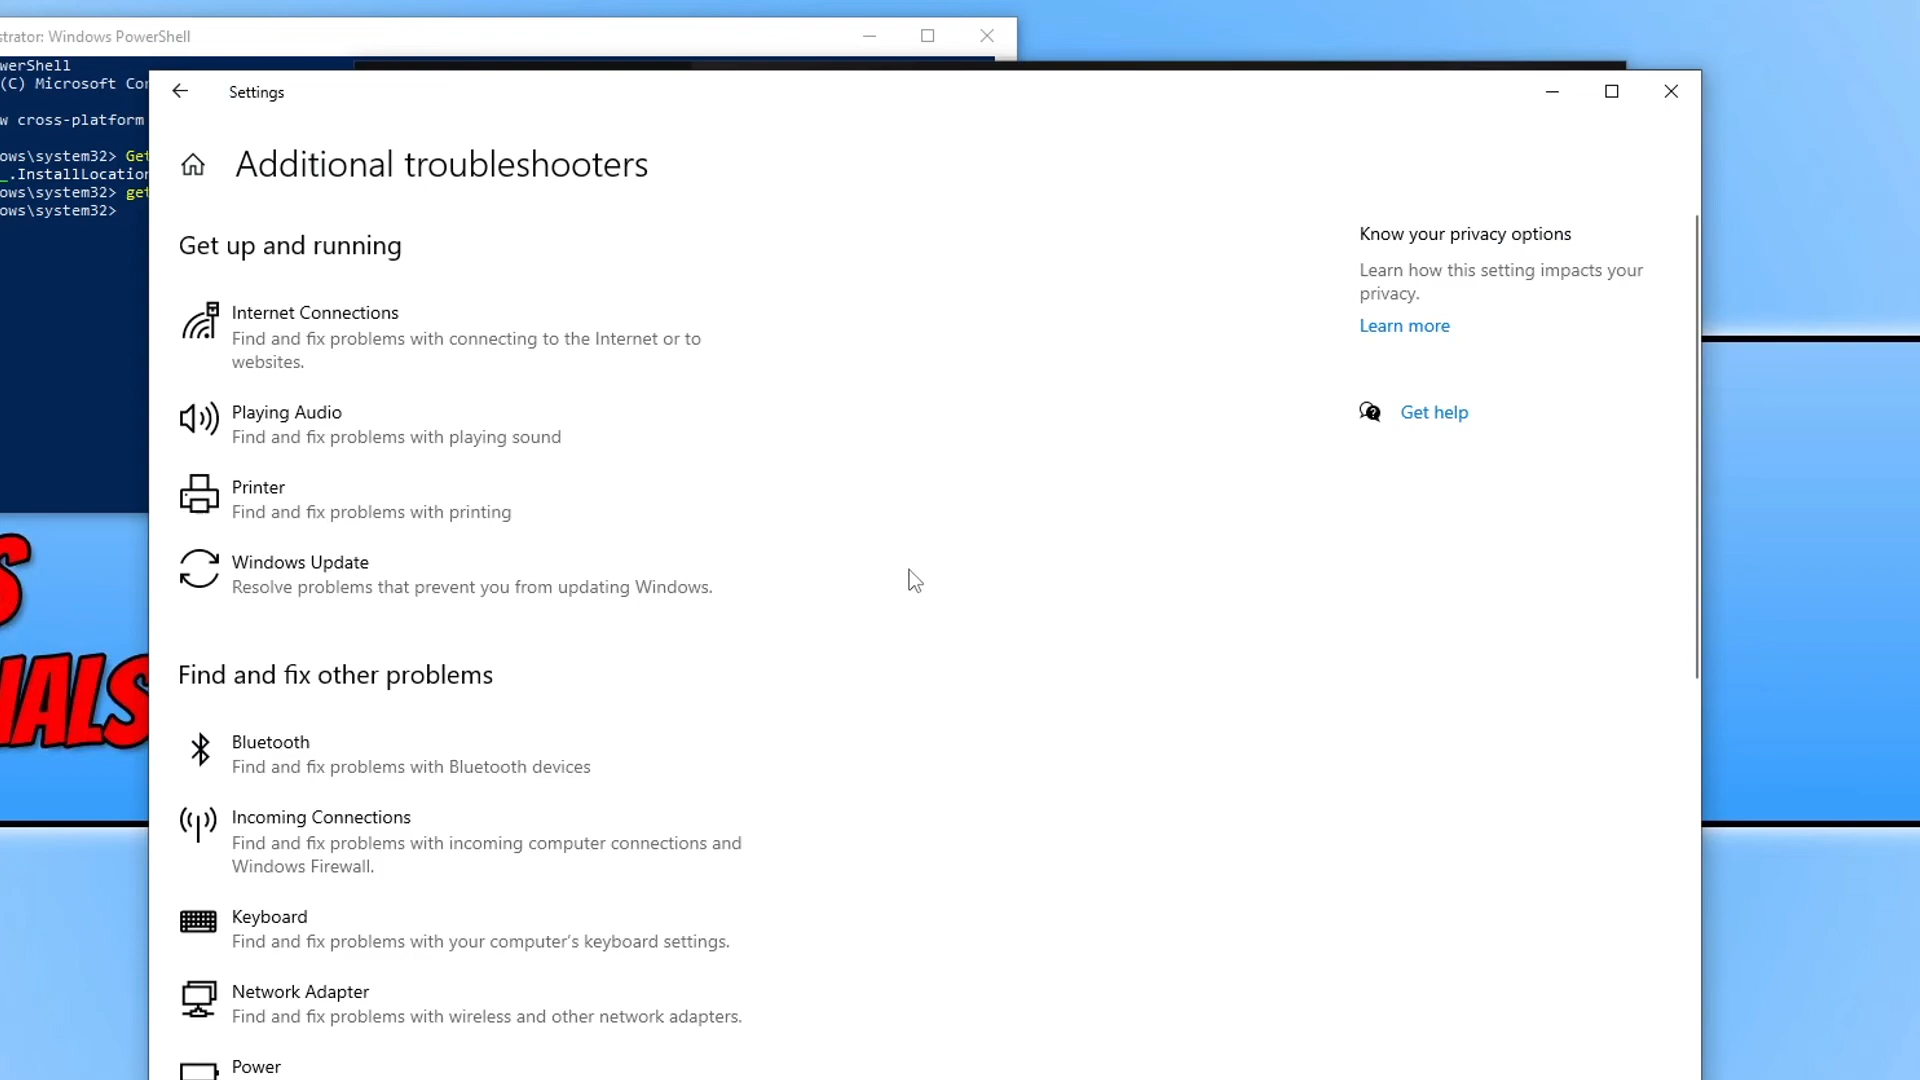 strator: Windows PowerShell
werShell
(C) Microsoft Cor
w cross-platform
ows\system32> Get
_.InstallLocation
ows\system32> get
ows\system32>
S
IALS
Settings
Additional troubleshooters
Get up and running
Internet Connections
Find and fix problems with connecting to the Internet or to
websites.
Playing Audio
Find and fix problems with playing sound
Printer
Find and fix problems with printing
Windows Update
Resolve problems that prevent you from updating Windows.
Find and fix other problems
Bluetooth
Find and fix problems with Bluetooth devices
Incoming Connections
Find and fix problems with incoming computer connections and
Windows Firewall.
Keyboard
Find and fix problems with your computer's keyboard settings.
Network Adapter
Find and fix problems with wireless and other network adapters.
Power
Know your privacy options
Learn how this setting impacts your
privacy.
Learn more
Get help